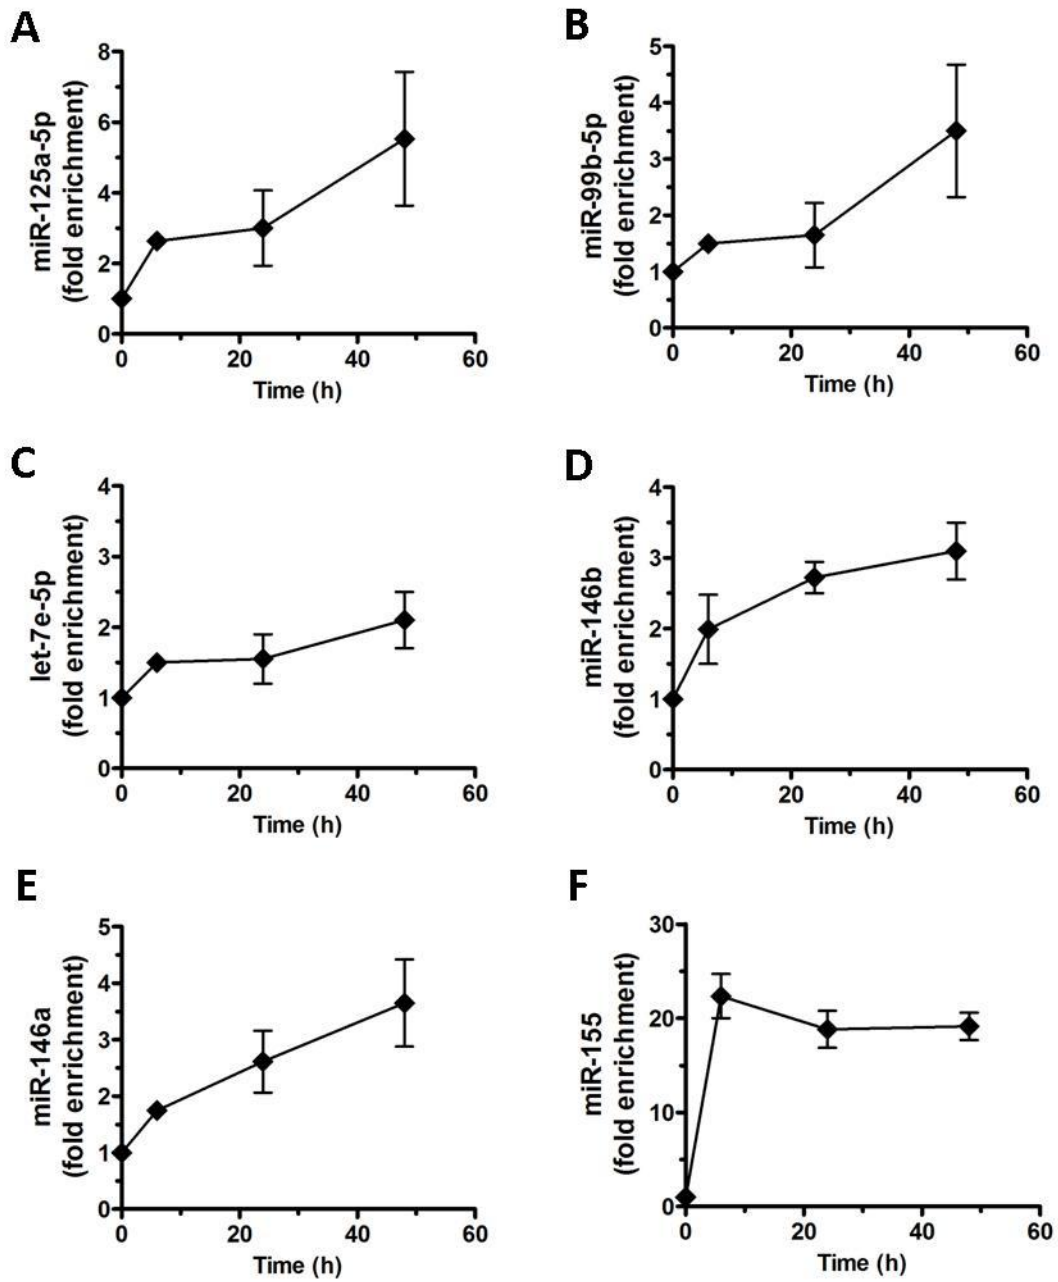 A
miR-125a-5p
(fold enrichment)
8
6
4
2
0
0 20 40 60
Time (h)
B
miR-99b-5p
(fold enrichment)
5
4
3
2
1
0
0 20 40 60
Time (h)
C
let-7e-5p
(fold enrichment)
4
3
2
1
0
0 20 40 60
Time (h)
D
miR-146b
(fold enrichment)
4
3
2
1
0
0 20 40 60
Time (h)
E
miR-146a
(fold enrichment)
5
4
3
2
1
0
0 20 40 60
Time (h)
F
miR-155
(fold enrichment)
30
20
10
0
0 20 40 60
Time (h)